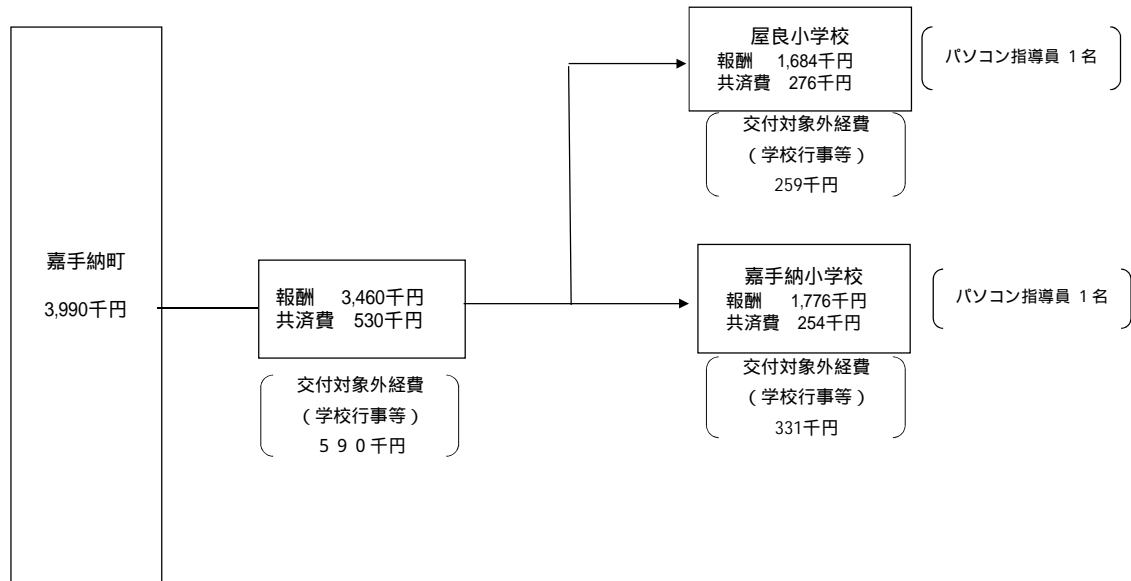 嘉手納町
3,990千円
報酬 3,460千円
共済費 530千円
交付対象外経費
(学校行事等)
590千円
屋良小学校
報酬 1,684千円
共済費 276千円
パソコン指導員 1名
交付対象外経費
(学校行事等)
259千円
嘉手納小学校
報酬 1,776千円
共済費 254千円
パソコン指導員 1名
交付対象外経費
(学校行事等)
331千円